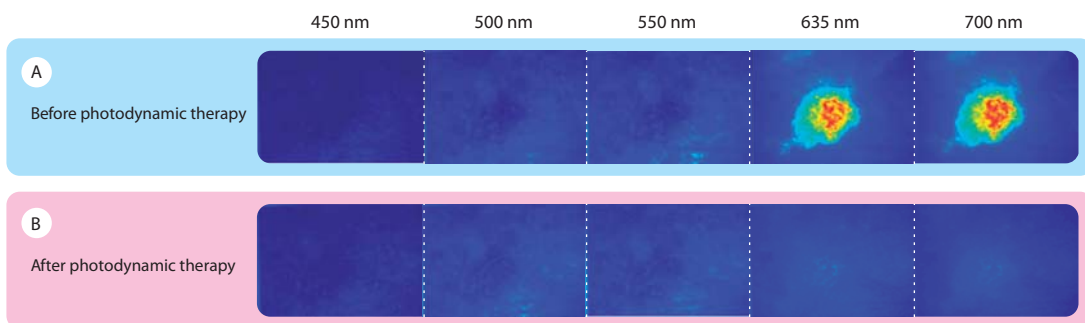 450 nm 500 nm 550 nm 635 nm 700 nm
A
Before photodynamic therapy
B
After photodynamic therapy